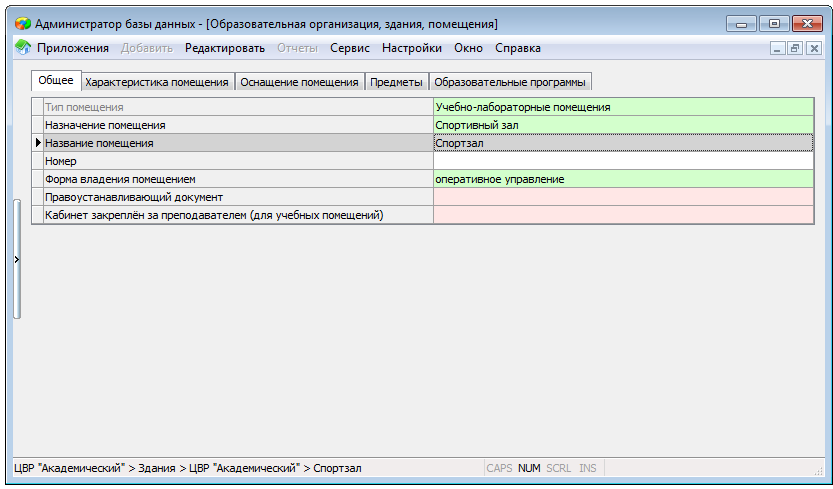 Администратор базы данных - [Образовательная организация, здания, помещения]
Приложения Добавить Редактировать Отчеты Сервис Настройки Окно Справка
Общее Характеристика помещения Оснащение помещения Предметы Образовательные программы
Тип помещения Учебно-лабораторные помещения
Назначение помещения Спортивный зал
Название помещения Спортзал
Номер
Форма владения помещением оперативное управление
Правоустанавливающий документ
Кабинет закреплён за преподавателем (для учебных помещений)
ЦВР "Академический" > Здания > ЦВР "Академический" > Спортзал CAPS NUM SCRL INS